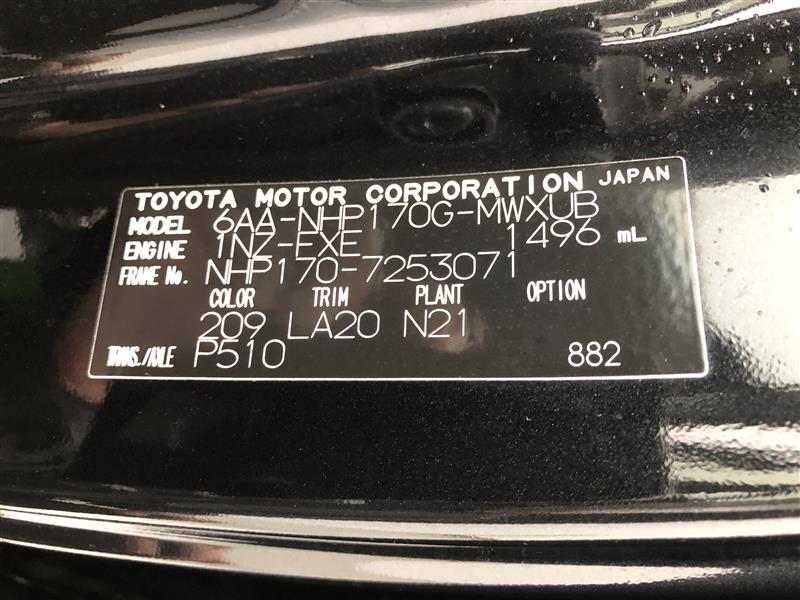 TOYOTA MOTOR CORPORATION JAPAN
MODEL 6AA-NHP170G-MWXUB
ENGINE 1NZ-FXE 1496 mL
FRAME No. NHP170-7253071
COLOR TRIM PLANT OPTION
209 LA20 N21
TRANS./AXLE P510 882